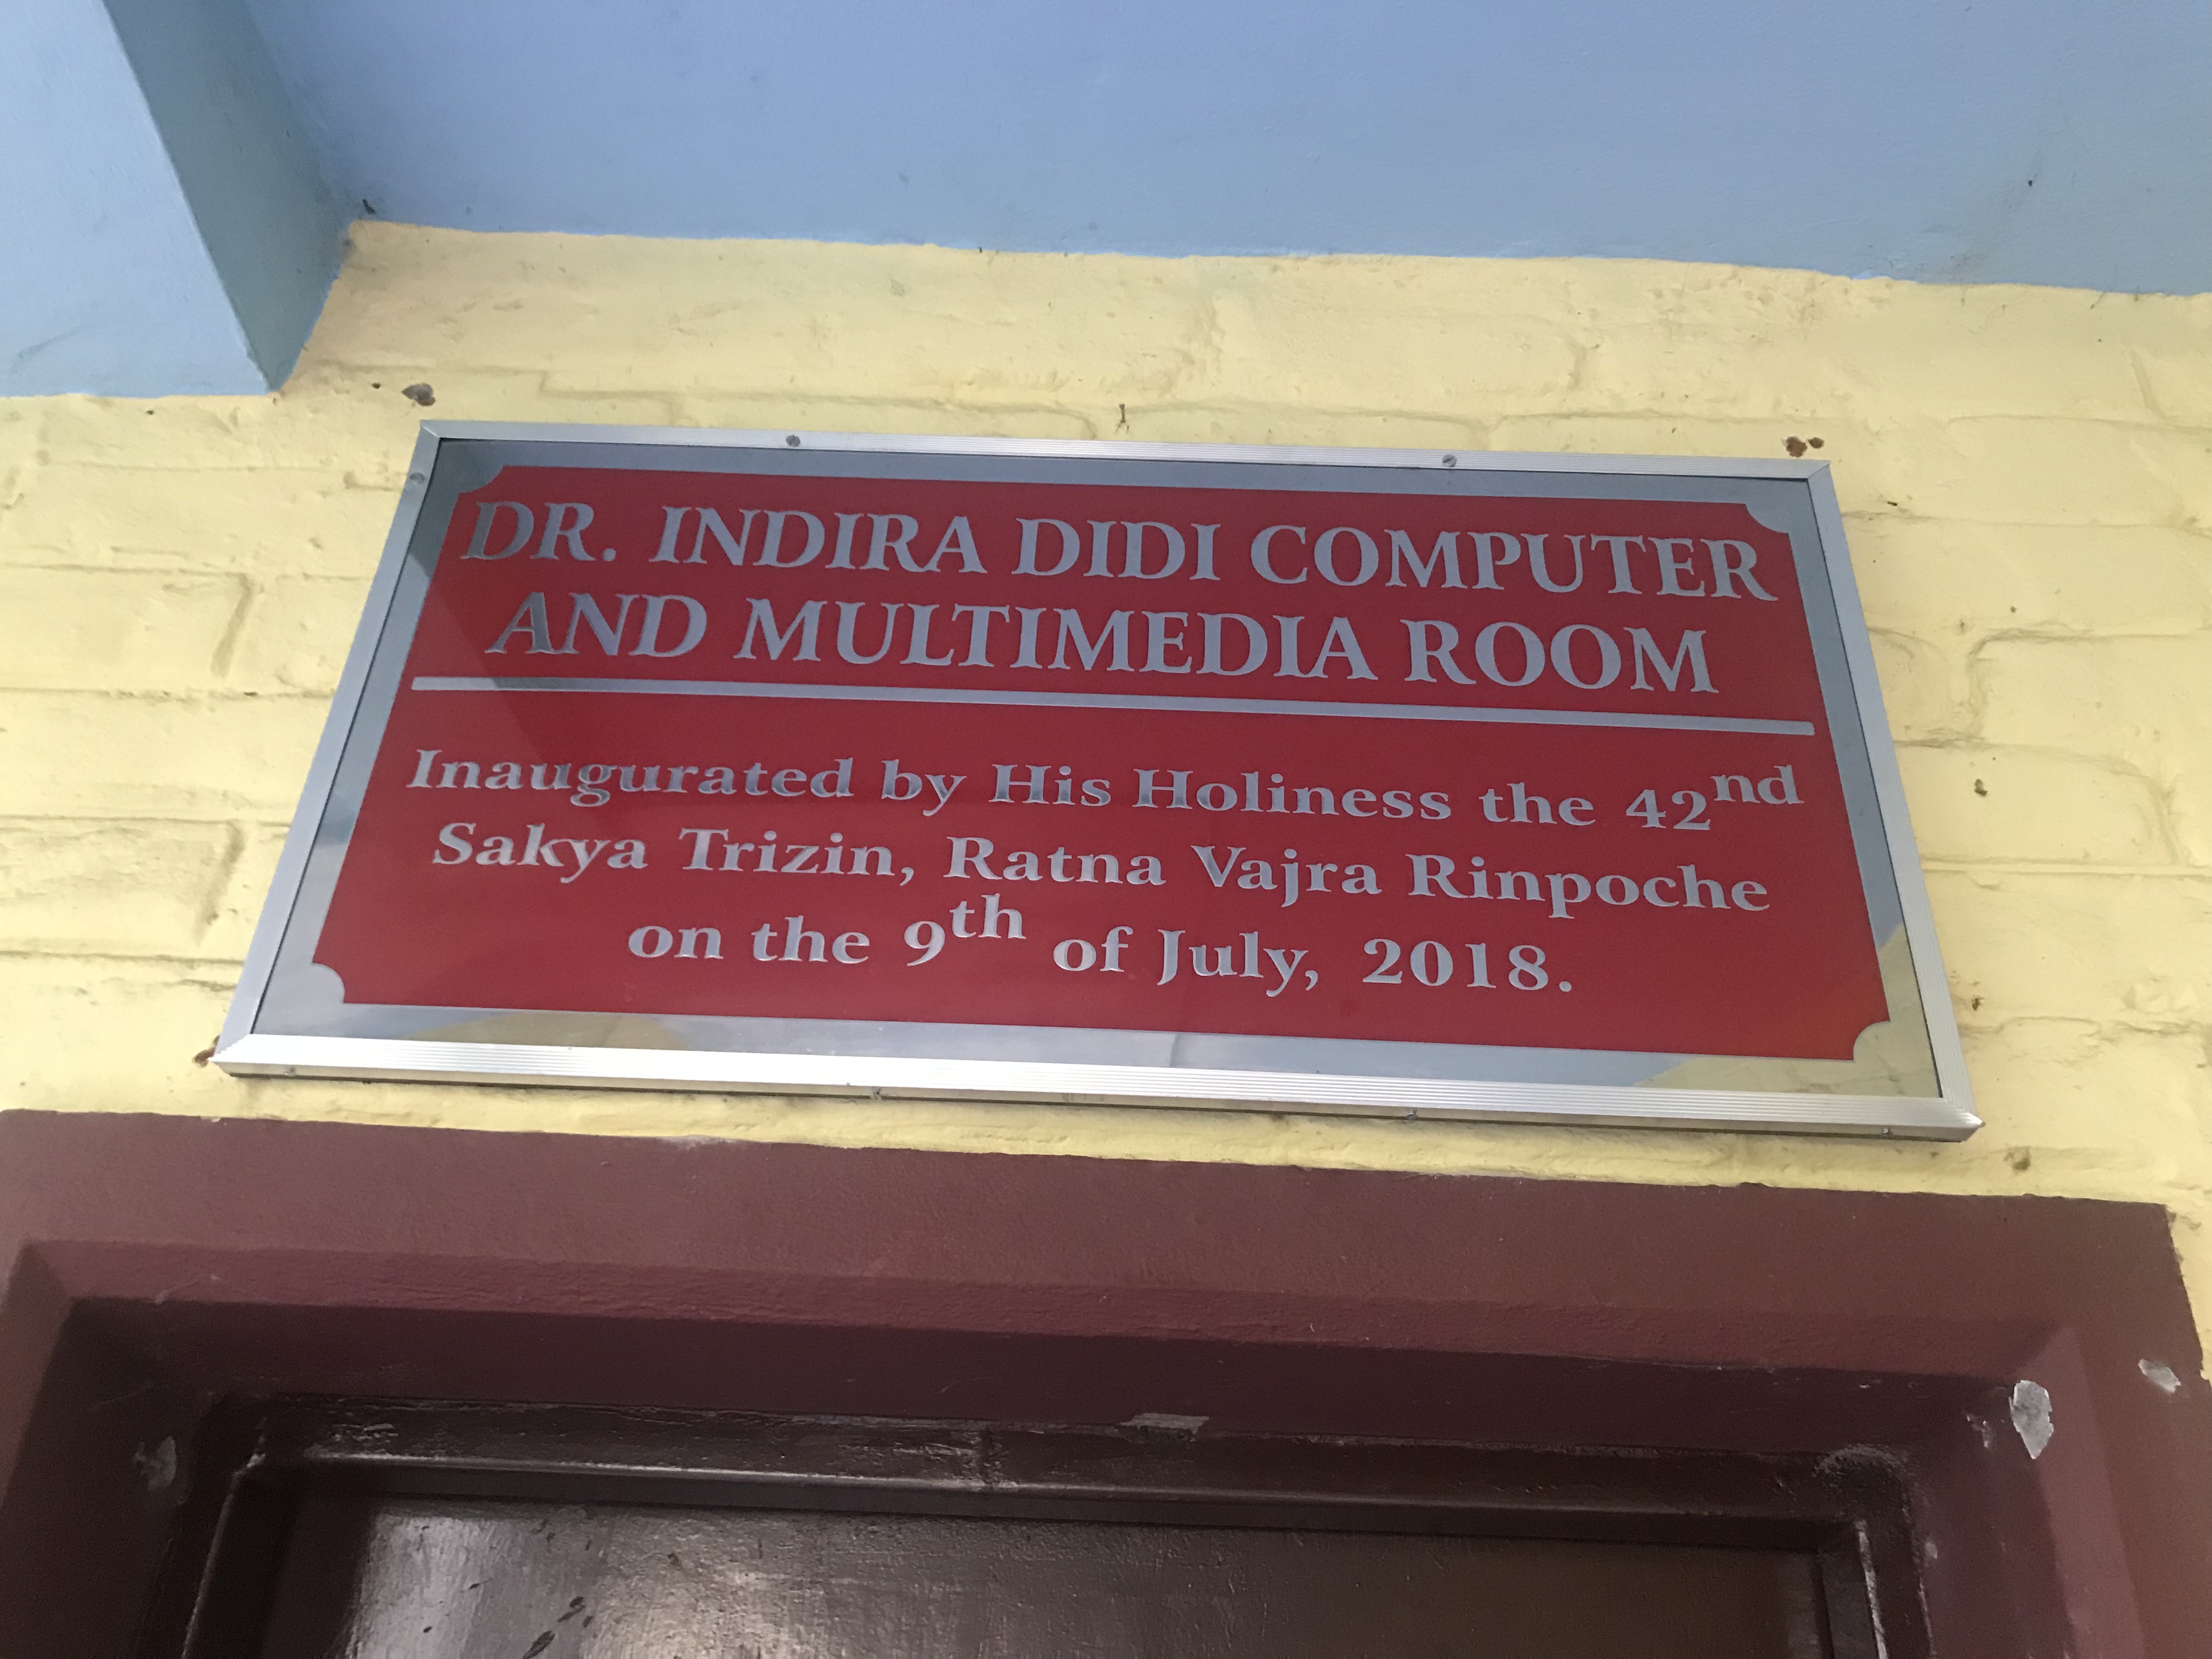 DR. INDIRA DIDI COMPUTER
AND MULTIMEDIA ROOM
Inaugurated by His Holiness the 42nd
Sakya Trizin, Ratna Vajra Rinpoche
on the 9th of July, 2018.